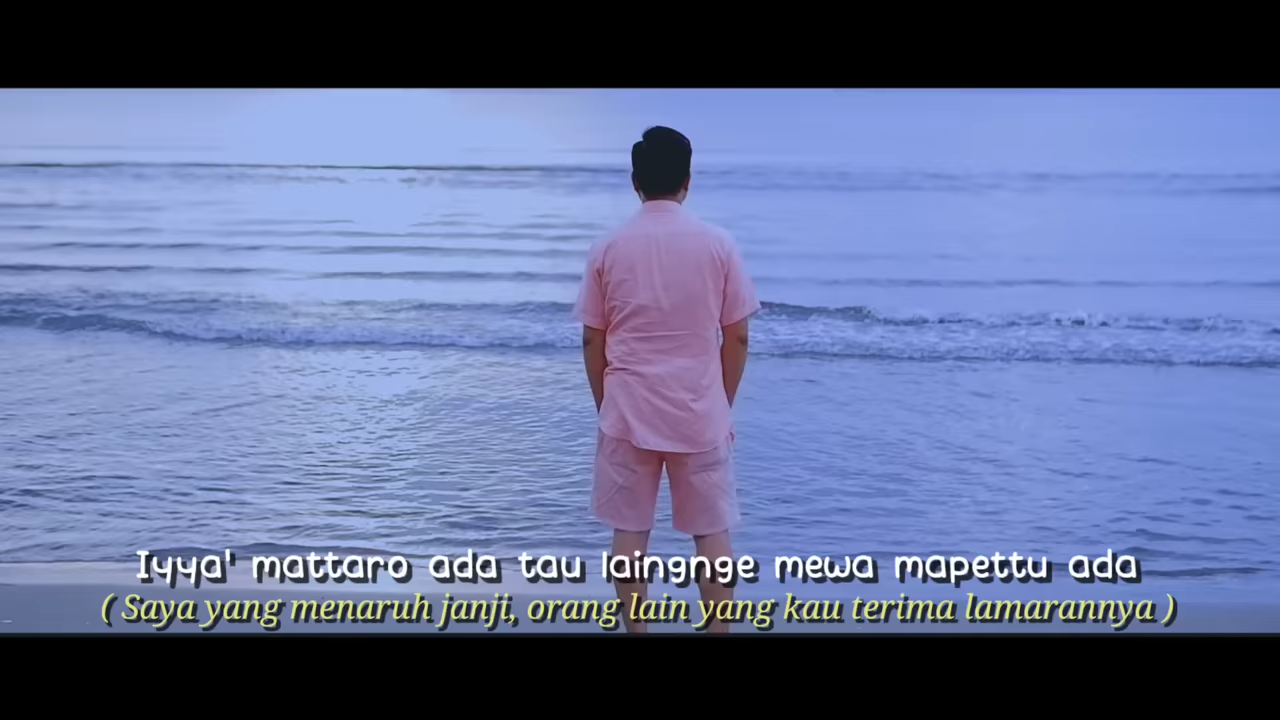 Iyya' mattaro ada tau laingnge mewa mapettu ada
( Saya yang menaruh janji, orang lain yang kau terima lamarannya )